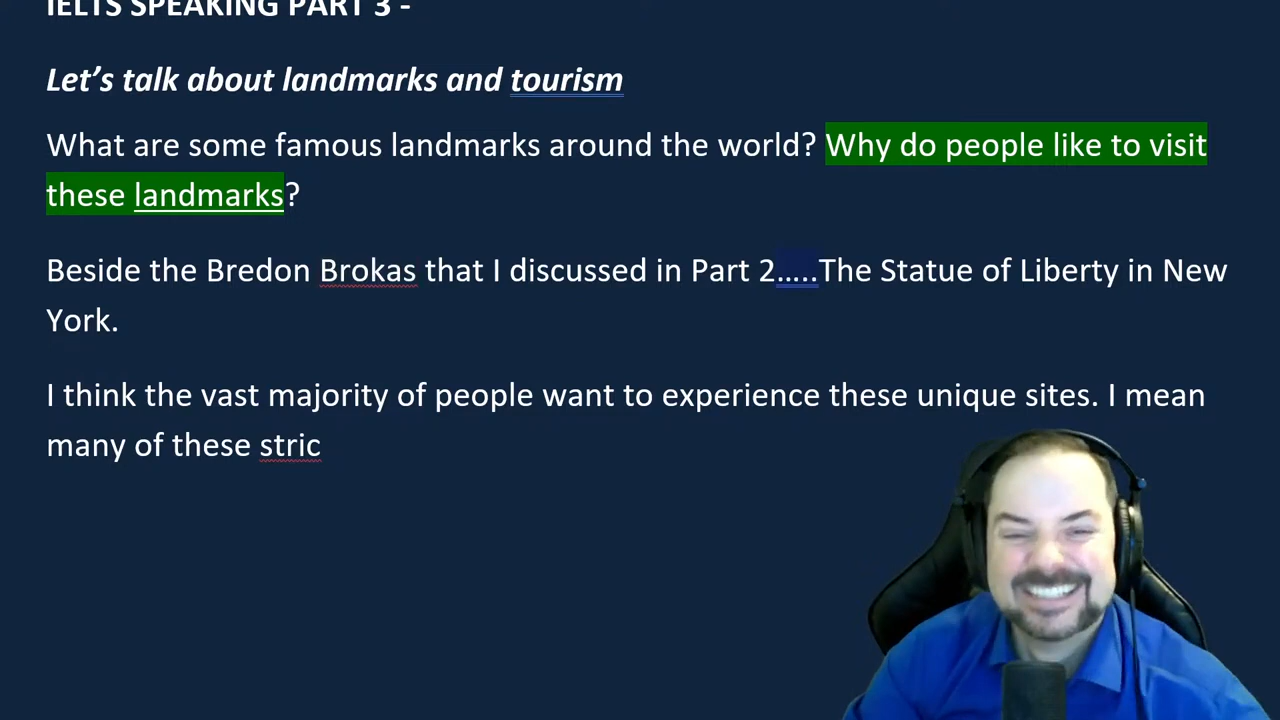 IELTS SPEAKING PART 3 -
Let’s talk about landmarks and tourism
What are some famous landmarks around the world? Why do people like to visit
these landmarks?
Beside the Bredon Brokas that I discussed in Part 2…..The Statue of Liberty in New
York.
I think the vast majority of people want to experience these unique sites. I mean
many of these stric